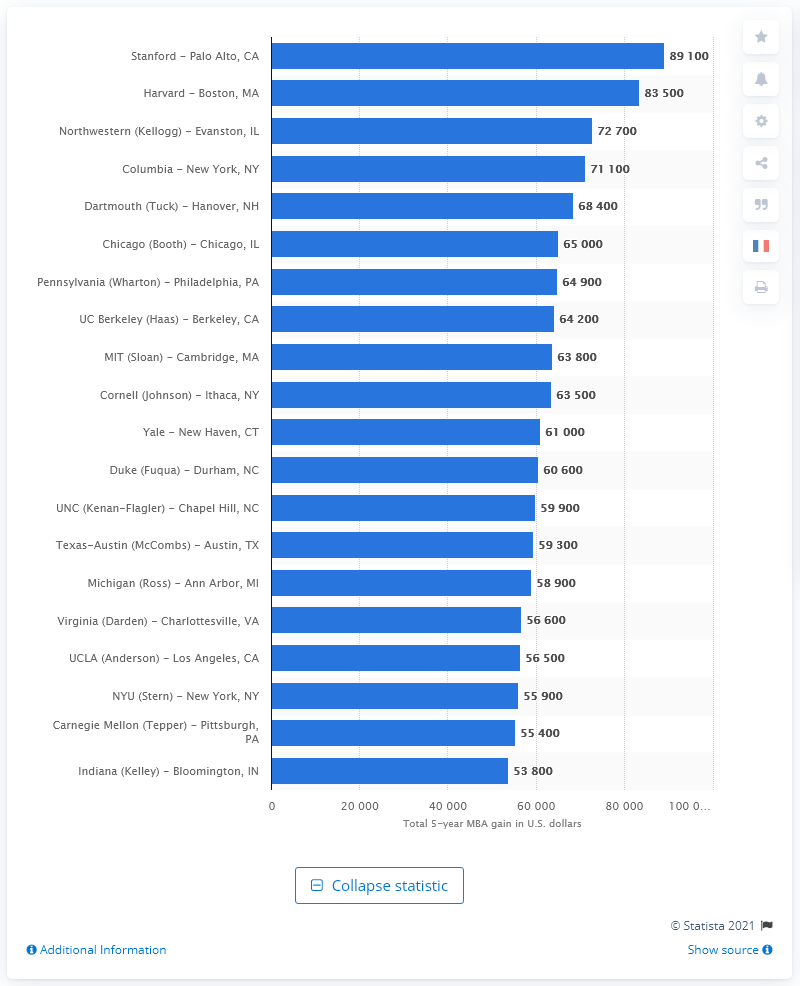 Stanford – Palo Alto, CA 89 100
Harvard – Boston, MA 83 500
Northwestern (Kellogg) – Evanston, IL 72 700
Columbia – New York, NY 71 100
Dartmouth (Tuck) – Hanover, NH 68 400
Chicago (Booth) – Chicago, IL 65 000
Pennsylvania (Wharton) – Philadelphia, PA 64 900
UC Berkeley (Haas) – Berkeley, CA 64 200
MIT (Sloan) – Cambridge, MA 63 800
Cornell (Johnson) – Ithaca, NY 63 500
Yale – New Haven, CT 61 000
Duke (Fuqua) – Durham, NC 60 600
UNC (Kenan–Flagler) – Chapel Hill, NC 59 900
Texas–Austin (McCombs) – Austin, TX 59 300
Michigan (Ross) – Ann Arbor, MI 58 900
Virginia (Darden) – Charlottesville, VA 56 600
UCLA (Anderson) – Los Angeles, CA 56 500
NYU (Stern) – New York, NY 55 900
Carnegie Mellon (Tepper) – Pittsburgh,
PA 55 400
Indiana (Kelley) – Bloomington, IN 53 800
0 20 000 40 000 60 000 80 000 100 0...
Total 5–year MBA gain in U.S. dollars
Collapse statistic
© Statista 2021
Additional Information Show source